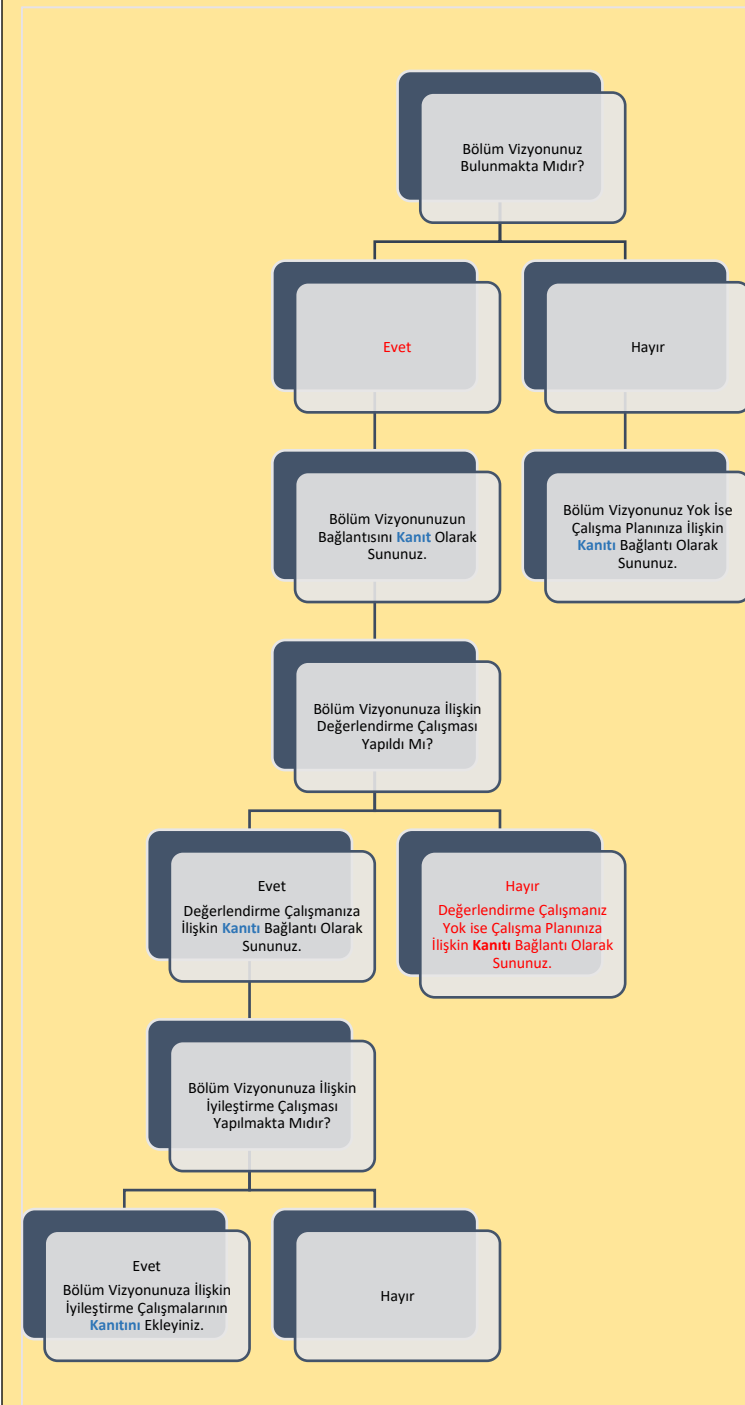 Bölüm Vizyonunuz
Bulunmakta Mıdır?
Evet
Hayır
Bölüm Vizyonunuzun
Bağlantısını Kanıt Olarak
Sununuz.
Bölüm Vizyonunuz Yok İse
Çalışma Planınıza İlişkin
Kanıtı Bağlantı Olarak
Sununuz.
Bölüm Vizyonunuza İlişkin
Değerlendirme Çalışması
Yapıldı Mı?
Evet
Değerlendirme Çalışmanıza
İlişkin Kanıtı Bağlantı Olarak
Sununuz.
Hayır
Değerlendirme Çalışmanız
Yok ise Çalışma Planınıza
İlişkin Kanıtı Bağlantı Olarak
Sununuz.
Bölüm Vizyonunuza İlişkin
İyileştirme Çalışması
Yapılmakta Mıdır?
Evet
Bölüm Vizyonunuza İlişkin
İyileştirme Çalışmalarının
Kanıtını Ekleyiniz.
Hayır